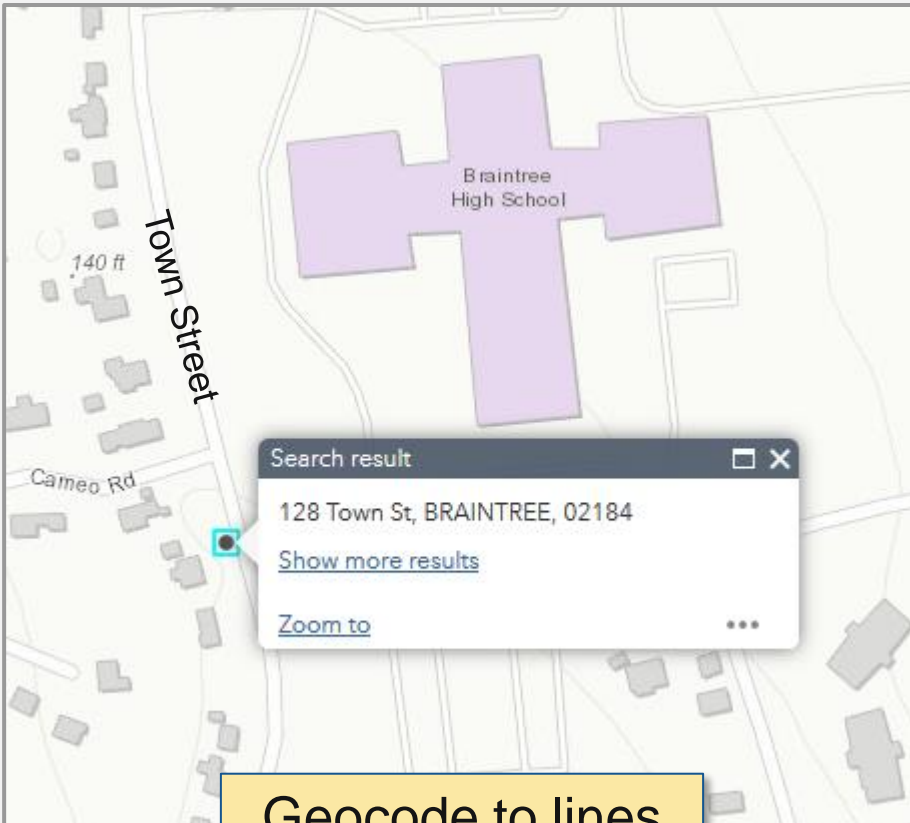 Braintree
High School
140 ft
Town Street
Cameo Rd
Search result
128 Town St, BRAINTREE, 02184
Show more results
Zoom to
Geocode to lines